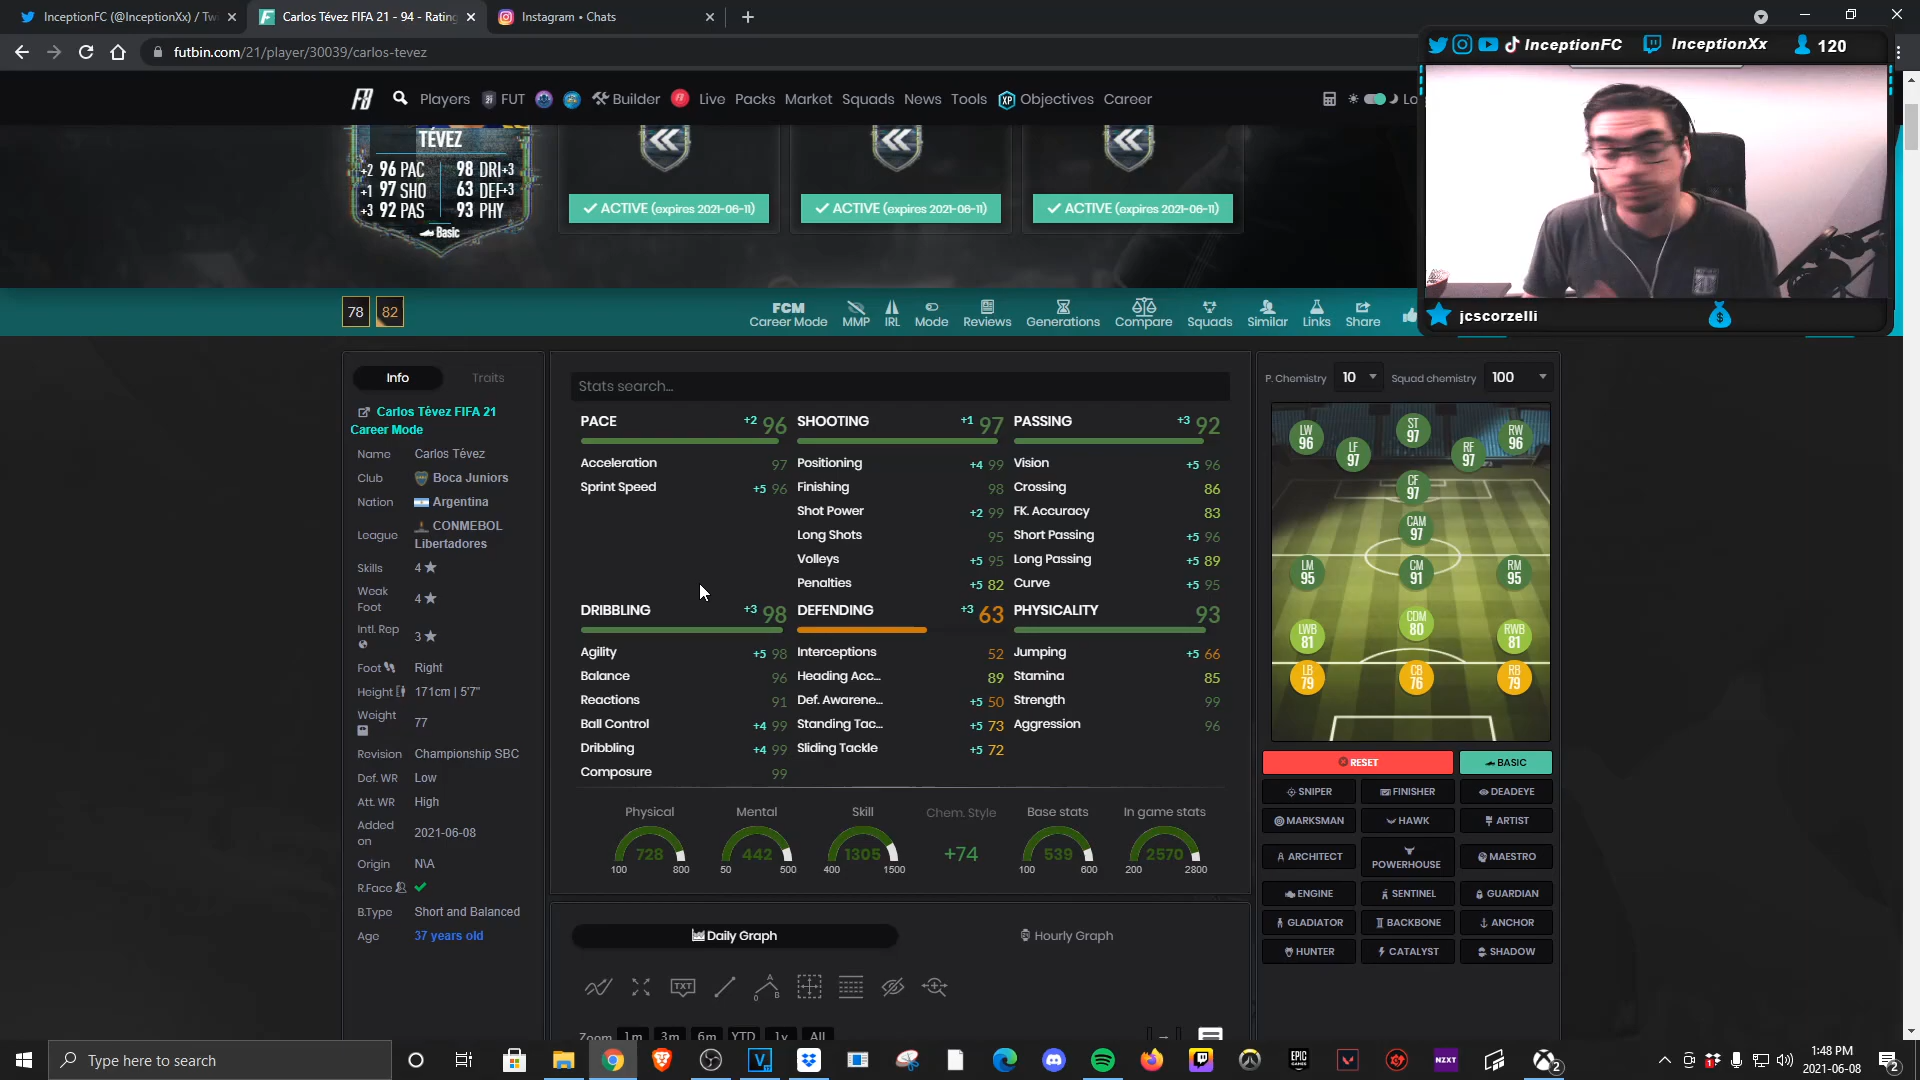 InceptionFC (@InceptionXx) / Tw
Carlos Tévez FIFA 21 - 94 - Rating
Instagram • Chats
futbin.com/21/player/30039/carlos-tevez
InceptionFC
InceptionXx
120
Players
FUT
Builder
Live
Packs
Market
Squads
News
Tools
XP
Objectives
Career
Lo
TÉVEZ
+2 96 PAC 98 DRI+3
+1 97 SHO 63 DEF+3
+3 92 PAS 93 PHY
Basic
ACTIVE (expires 2021-06-11)
ACTIVE (expires 2021-06-11)
ACTIVE (expires 2021-06-11)
jcscorzelli
78
82
FCM
Career Mode
MMP
IRL
Mode
Reviews
Generations
Compare
Squads
Similar
Links
Share
Info
Traits
Carlos Tévez FIFA 21
Career Mode
Name Carlos Tévez
Club Boca Juniors
Nation Argentina
League CONMEBOL
Libertadores
Skills 4
Weak
Foot 4
Intl. Rep 3
Foot Right
Height 171cm | 5'7"
Weight 77
Revision Championship SBC
Def. WR Low
Att. WR High
Added
on 2021-06-08
Origin N\A
R.Face
B.Type Short and Balanced
Age 37 years old
Stats search...
PACE +2 96
Acceleration 97
Sprint Speed +5 96
SHOOTING +1 97
Positioning +4 99
Finishing 98
Shot Power +2 99
Long Shots 95
Volleys +5 95
Penalties +5 82
PASSING +3 92
Vision +5 96
Crossing 86
FK. Accuracy 83
Short Passing +5 96
Long Passing +5 89
Curve +5 95
DRIBBLING +3 98
Agility +5 98
Balance 96
Reactions 91
Ball Control +4 99
Dribbling +4 99
Composure 99
DEFENDING +3 63
Interceptions 52
Heading Acc... 89
Def. Awarene... +5 50
Standing Tac... +5 73
Sliding Tackle +5 72
PHYSICALITY 93
Jumping +5 66
Stamina 85
Strength 99
Aggression 96
Physical
728
100 800
Mental
442
50 500
Skill
1305
400 1500
Chem. Style
+74
Base stats
539
100 600
In game stats
2570
200 2800
Daily Graph
Hourly Graph
TXT
Zoom 1m 3m 6m YTD 1y All
P. Chemistry 10
Squad chemistry 100
LW
96
LF
97
ST
97
RF
97
RW
96
CF
97
CAM
97
LM
95
CM
91
RM
95
LWB
81
CDM
80
RWB
81
LB
79
CB
76
RB
79
RESET
BASIC
SNIPER
FINISHER
DEADEYE
MARKSMAN
HAWK
ARTIST
ARCHITECT
POWERHOUSE
MAESTRO
ENGINE
SENTINEL
GUARDIAN
GLADIATOR
BACKBONE
ANCHOR
HUNTER
CATALYST
SHADOW
Type here to search
EPIC
GAMES
NZXT
2
1:48 PM
2021-06-08
2